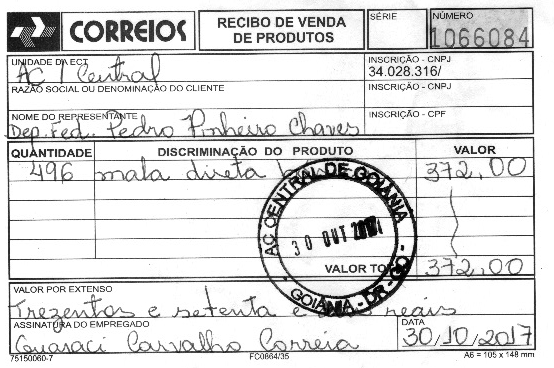 CORREIOS
RECIBO DE VENDA DE PRODUTOS
SÉRIE
NÚMERO
1066084
UNIDADE DA ECT
AC / Central
INSCRIÇÃO - CNPJ
34.028.316/
RAZÃO SOCIAL OU DENOMINAÇÃO DO CLIENTE
INSCRIÇÃO - CNPJ
NOME DO REPRESENTANTE
Dep. Fed. Pedro Pinheiro Chaves
INSCRIÇÃO - CPF
QUANTIDADE DISCRIMINAÇÃO DO PRODUTO VALOR
496 mala direta 372,00
AC CENTRAL DE GOIÂNIA
30 OUT 2017
GOIÂNIA - DR - GO -
VALOR TO 372,00
VALOR POR EXTENSO
Trezentos e setenta e reais
ASSINATURA DO EMPREGADO
Guaraci Carvalho Correia
DATA
30/10/2017
75150060-7 FC0864/35 A6 = 105 x 148 mm